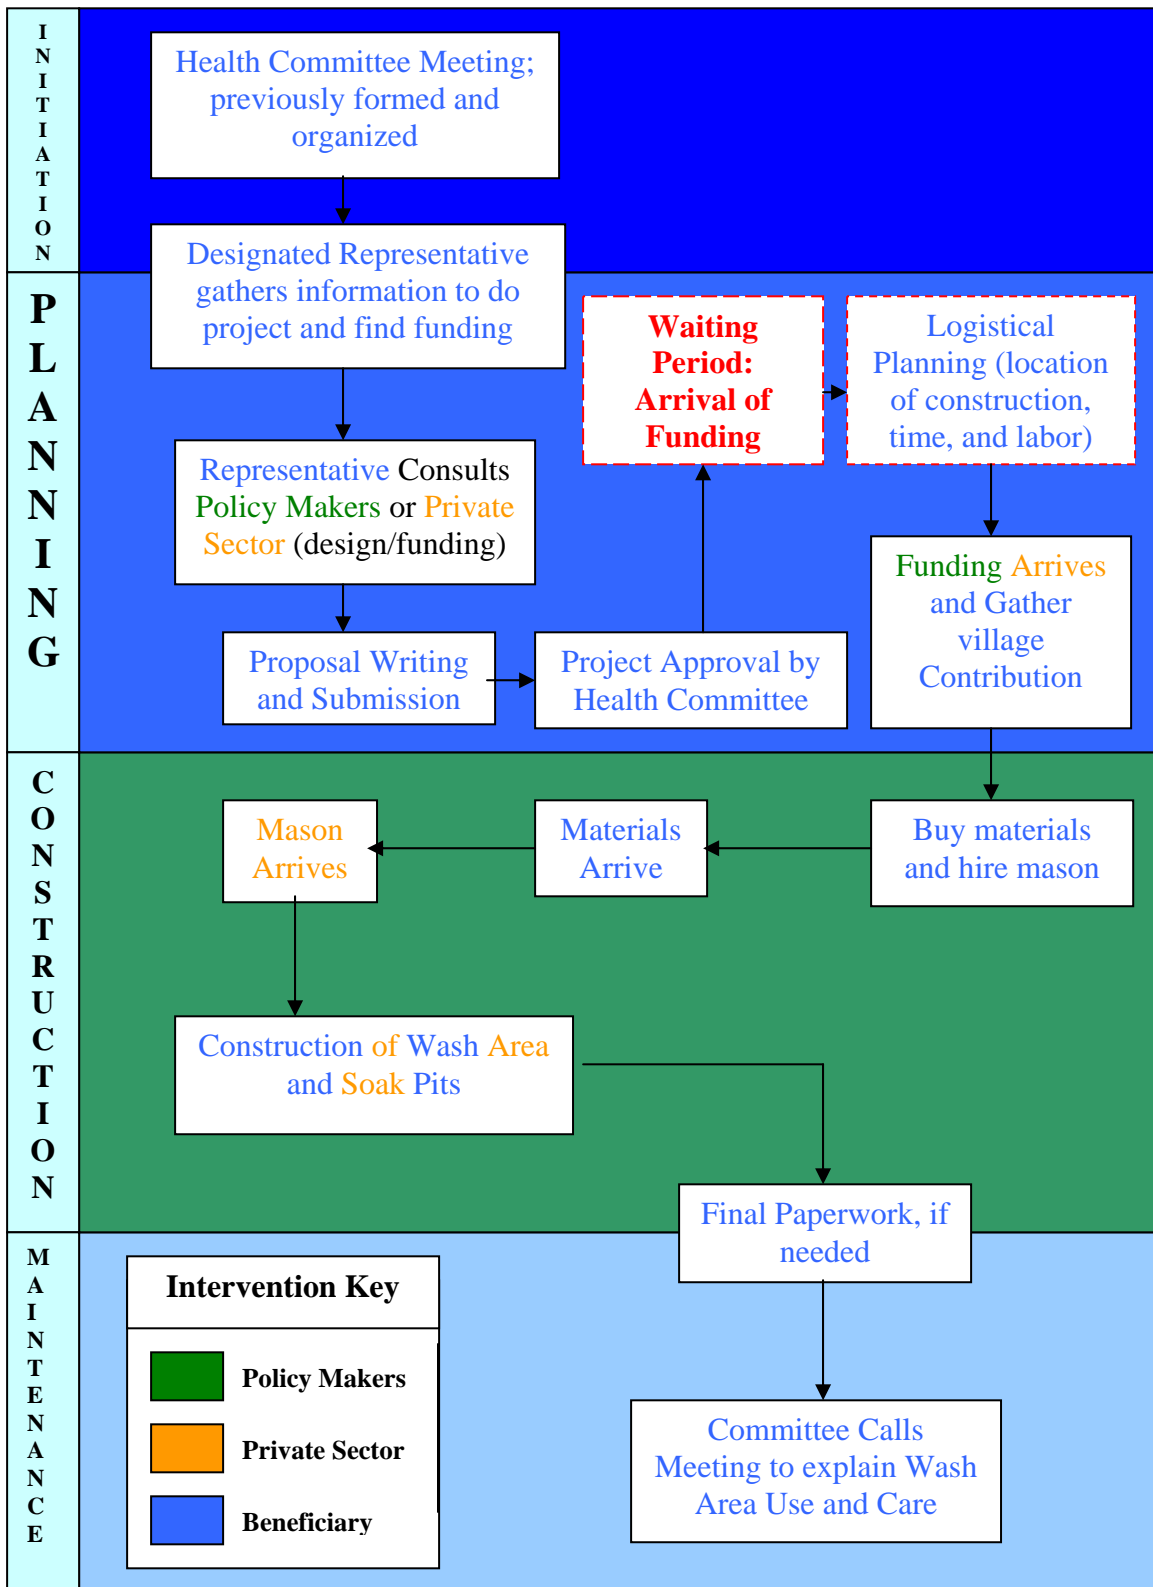 INITIATION
Health Committee Meeting;
previously formed and
organized
Designated Representative
gathers information to do
project and find funding
PLANNING
Representative Consults
Policy Makers or Private
Sector (design/funding)
Proposal Writing
and Submission
Project Approval by
Health Committee
Waiting
Period:
Arrival of
Funding
Logistical
Planning (location
of construction,
time, and labor)
Funding Arrives
and Gather
village
Contribution
CONSTRUCTION
Buy materials
and hire mason
Materials
Arrive
Mason
Arrives
Construction of Wash Area
and Soak Pits
Final Paperwork, if
needed
MAINTENANCE
Committee Calls
Meeting to explain Wash
Area Use and Care
Intervention Key
Policy Makers
Private Sector
Beneficiary